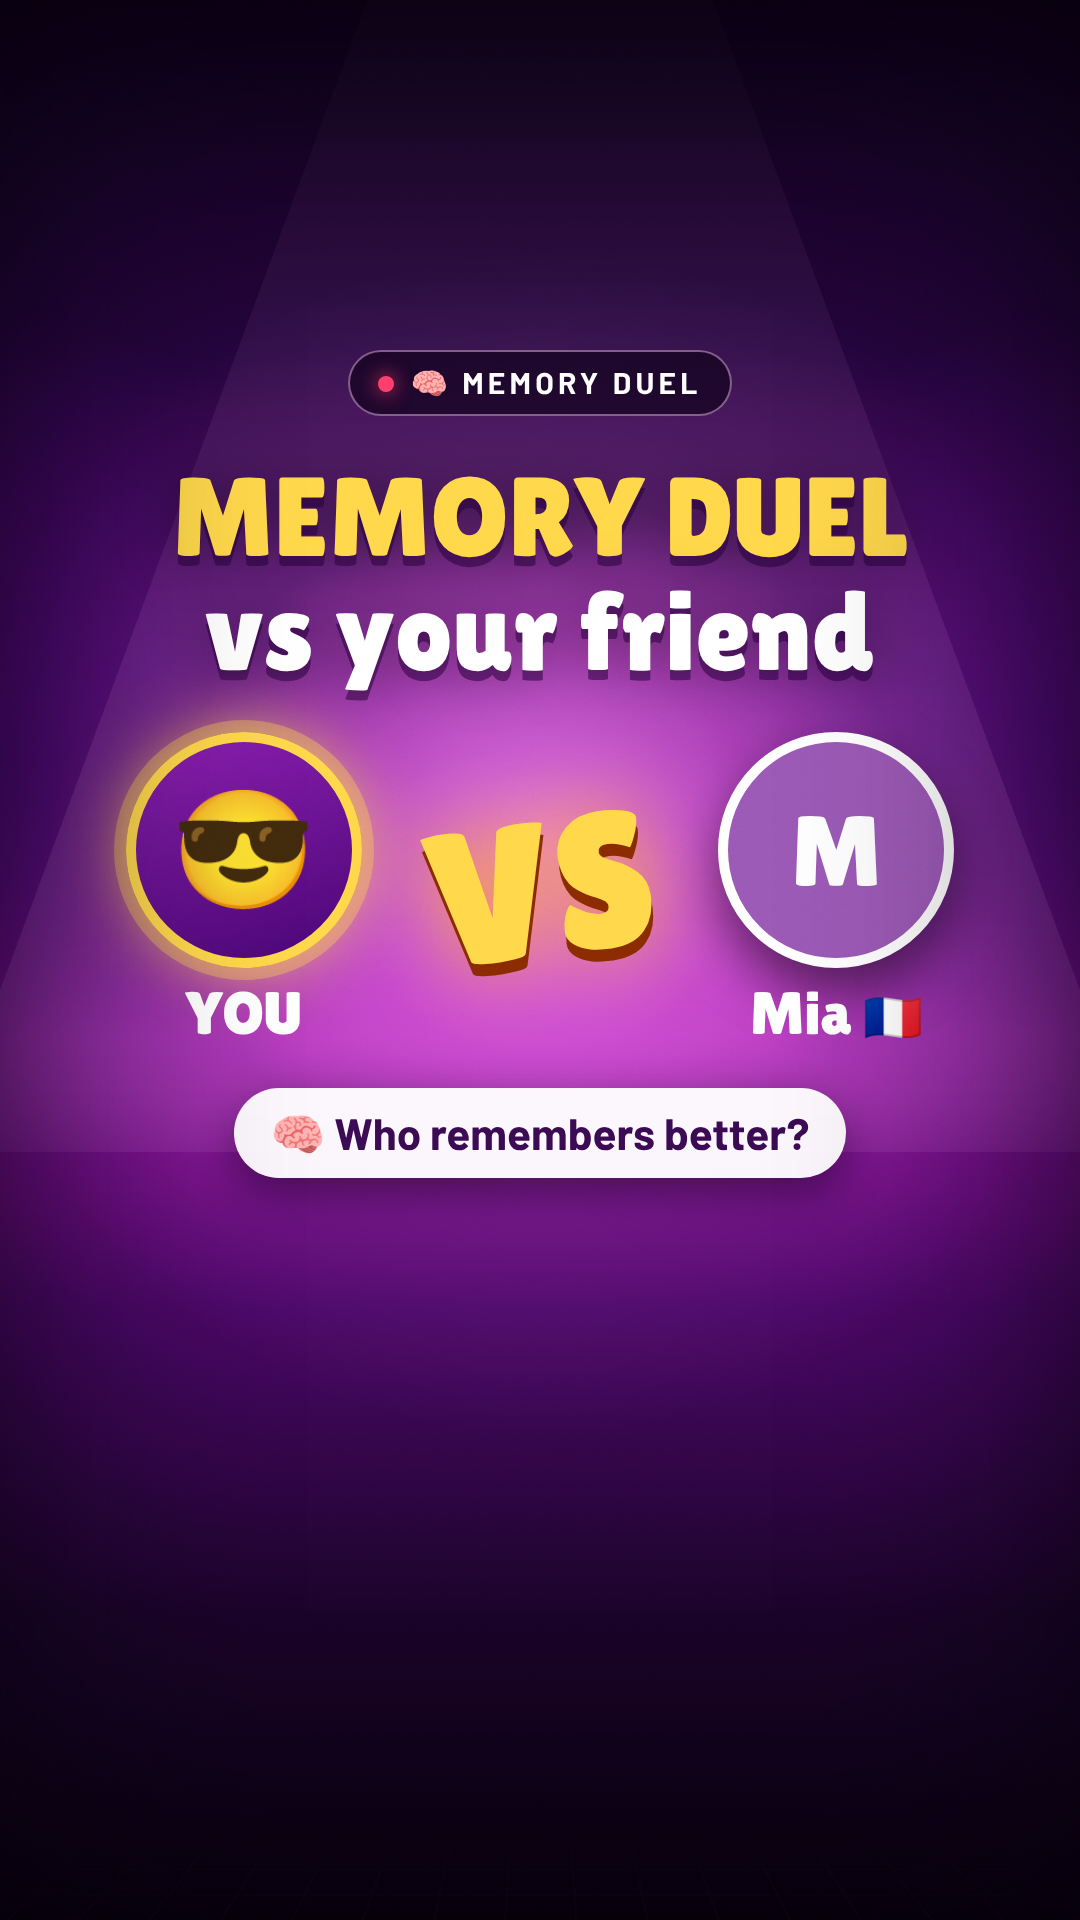 🧠 MEMORY DUEL
MEMORY DUEL
vs your friend
VS
M
YOU
Mia 🇫🇷
🧠 Who remembers better?